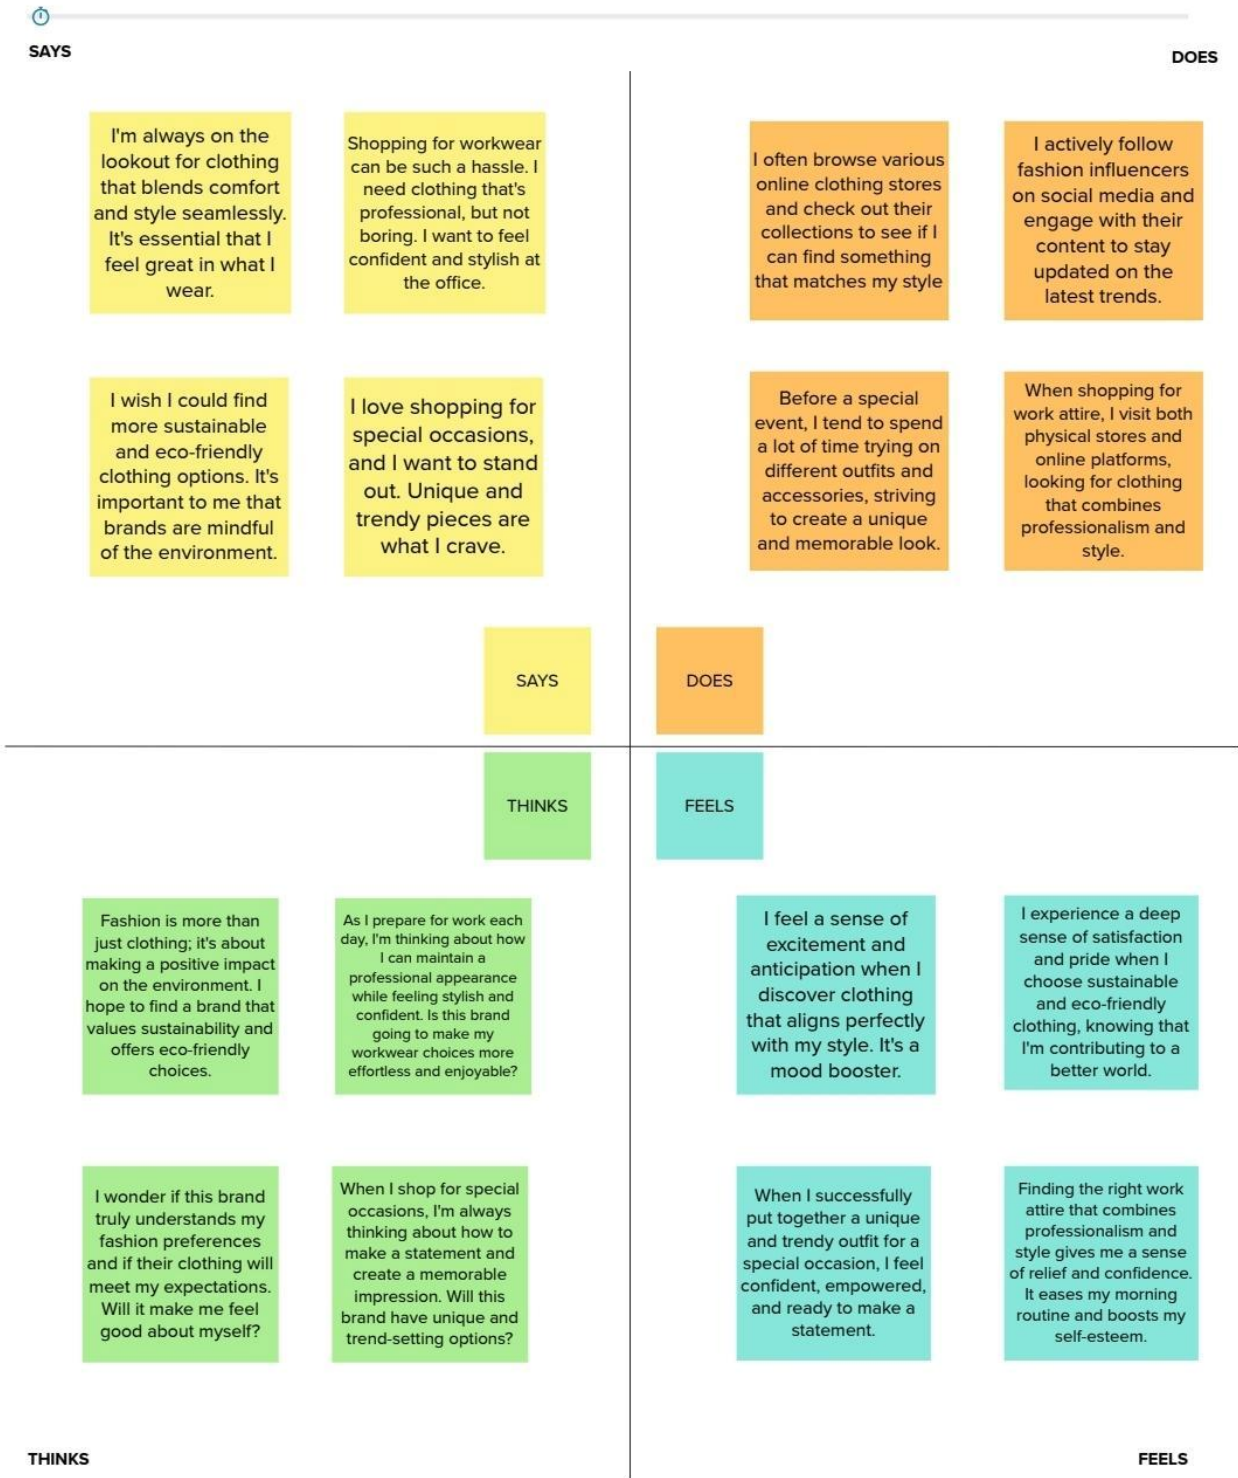 SAYS
DOES
I'm always on the
lookout for clothing
that blends comfort
and style seamlessly.
It's essential that I
feel great in what I
wear.
Shopping for workwear
can be such a hassle. I
need clothing that's
professional, but not
boring. I want to feel
confident and stylish at
the office.
I often browse various
online clothing stores
and check out their
collections to see if I
can find something
that matches my style
I actively follow
fashion influencers
on social media and
engage with their
content to stay
updated on the
latest trends.
I wish I could find
more sustainable
and eco-friendly
clothing options. It's
important to me that
brands are mindful
of the environment.
I love shopping for
special occasions,
and I want to stand
out. Unique and
trendy pieces are
what I crave.
Before a special
event, I tend to spend
a lot of time trying on
different outfits and
accessories, striving
to create a unique
and memorable look.
When shopping for
work attire, I visit both
physical stores and
online platforms,
looking for clothing
that combines
professionalism and
style.
SAYS
DOES
THINKS
FEELS
Fashion is more than
just clothing; it's about
making a positive impact
on the environment. I
hope to find a brand that
values sustainability and
offers eco-friendly
choices.
As I prepare for work each
day, I'm thinking about how
I can maintain a
professional appearance
while feeling stylish and
confident. Is this brand
going to make my
workwear choices more
effortless and enjoyable?
I feel a sense of
excitement and
anticipation when I
discover clothing
that aligns perfectly
with my style. It's a
mood booster.
I experience a deep
sense of satisfaction
and pride when I
choose sustainable
and eco-friendly
clothing, knowing that
I'm contributing to a
better world.
I wonder if this brand
truly understands my
fashion preferences
and if their clothing will
meet my expectations.
Will it make me feel
good about myself?
When I shop for special
occasions, I'm always
thinking about how to
make a statement and
create a memorable
impression. Will this
brand have unique and
trend-setting options?
When I successfully
put together a unique
and trendy outfit for a
special occasion, I feel
confident, empowered,
and ready to make a
statement.
Finding the right work
attire that combines
professionalism and
style gives me a sense
of relief and confidence.
It eases my morning
routine and boosts my
self-esteem.
THINKS
FEELS